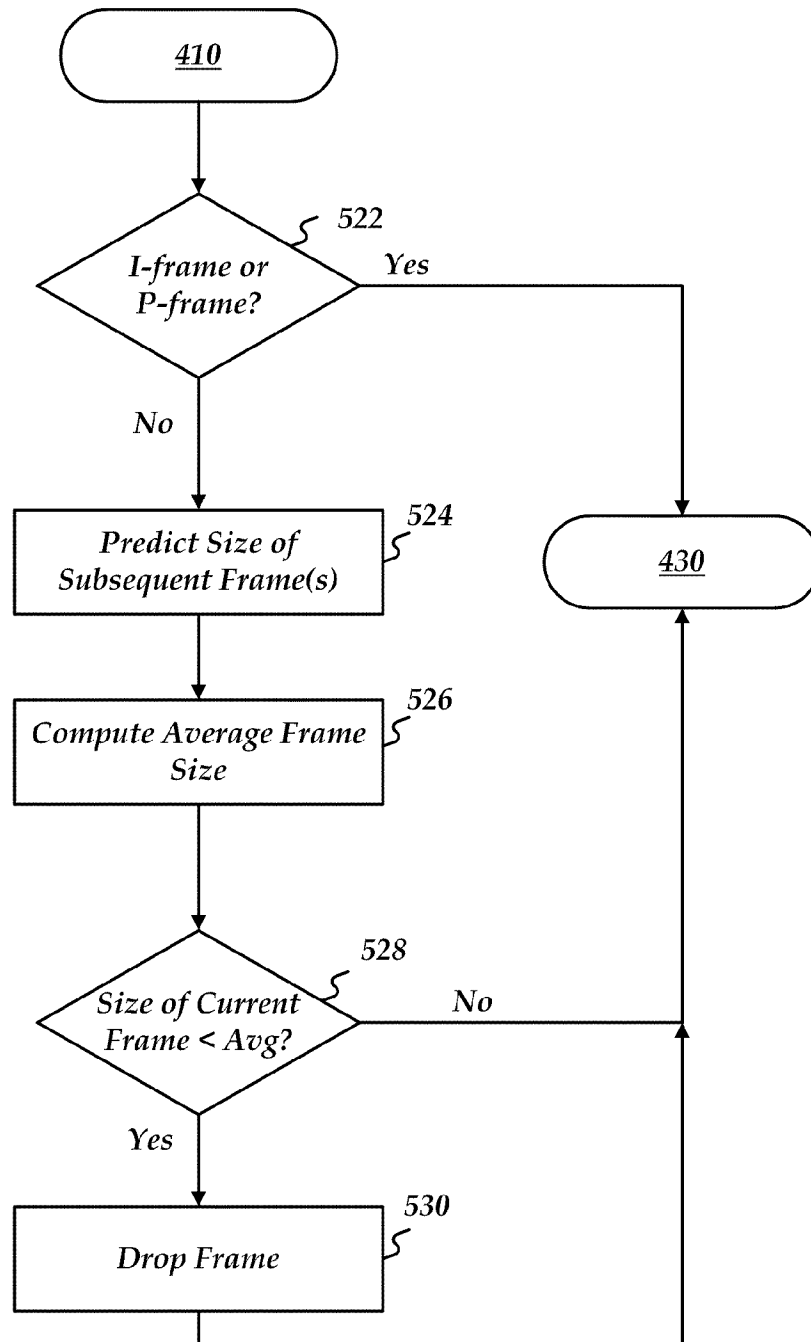 410
522
I-frame or
P-frame?
Yes
No
524
Predict Size of
Subsequent Frame(s)
430
526
Compute Average Frame
Size
528
Size of Current
Frame < Avg?
No
Yes
530
Drop Frame